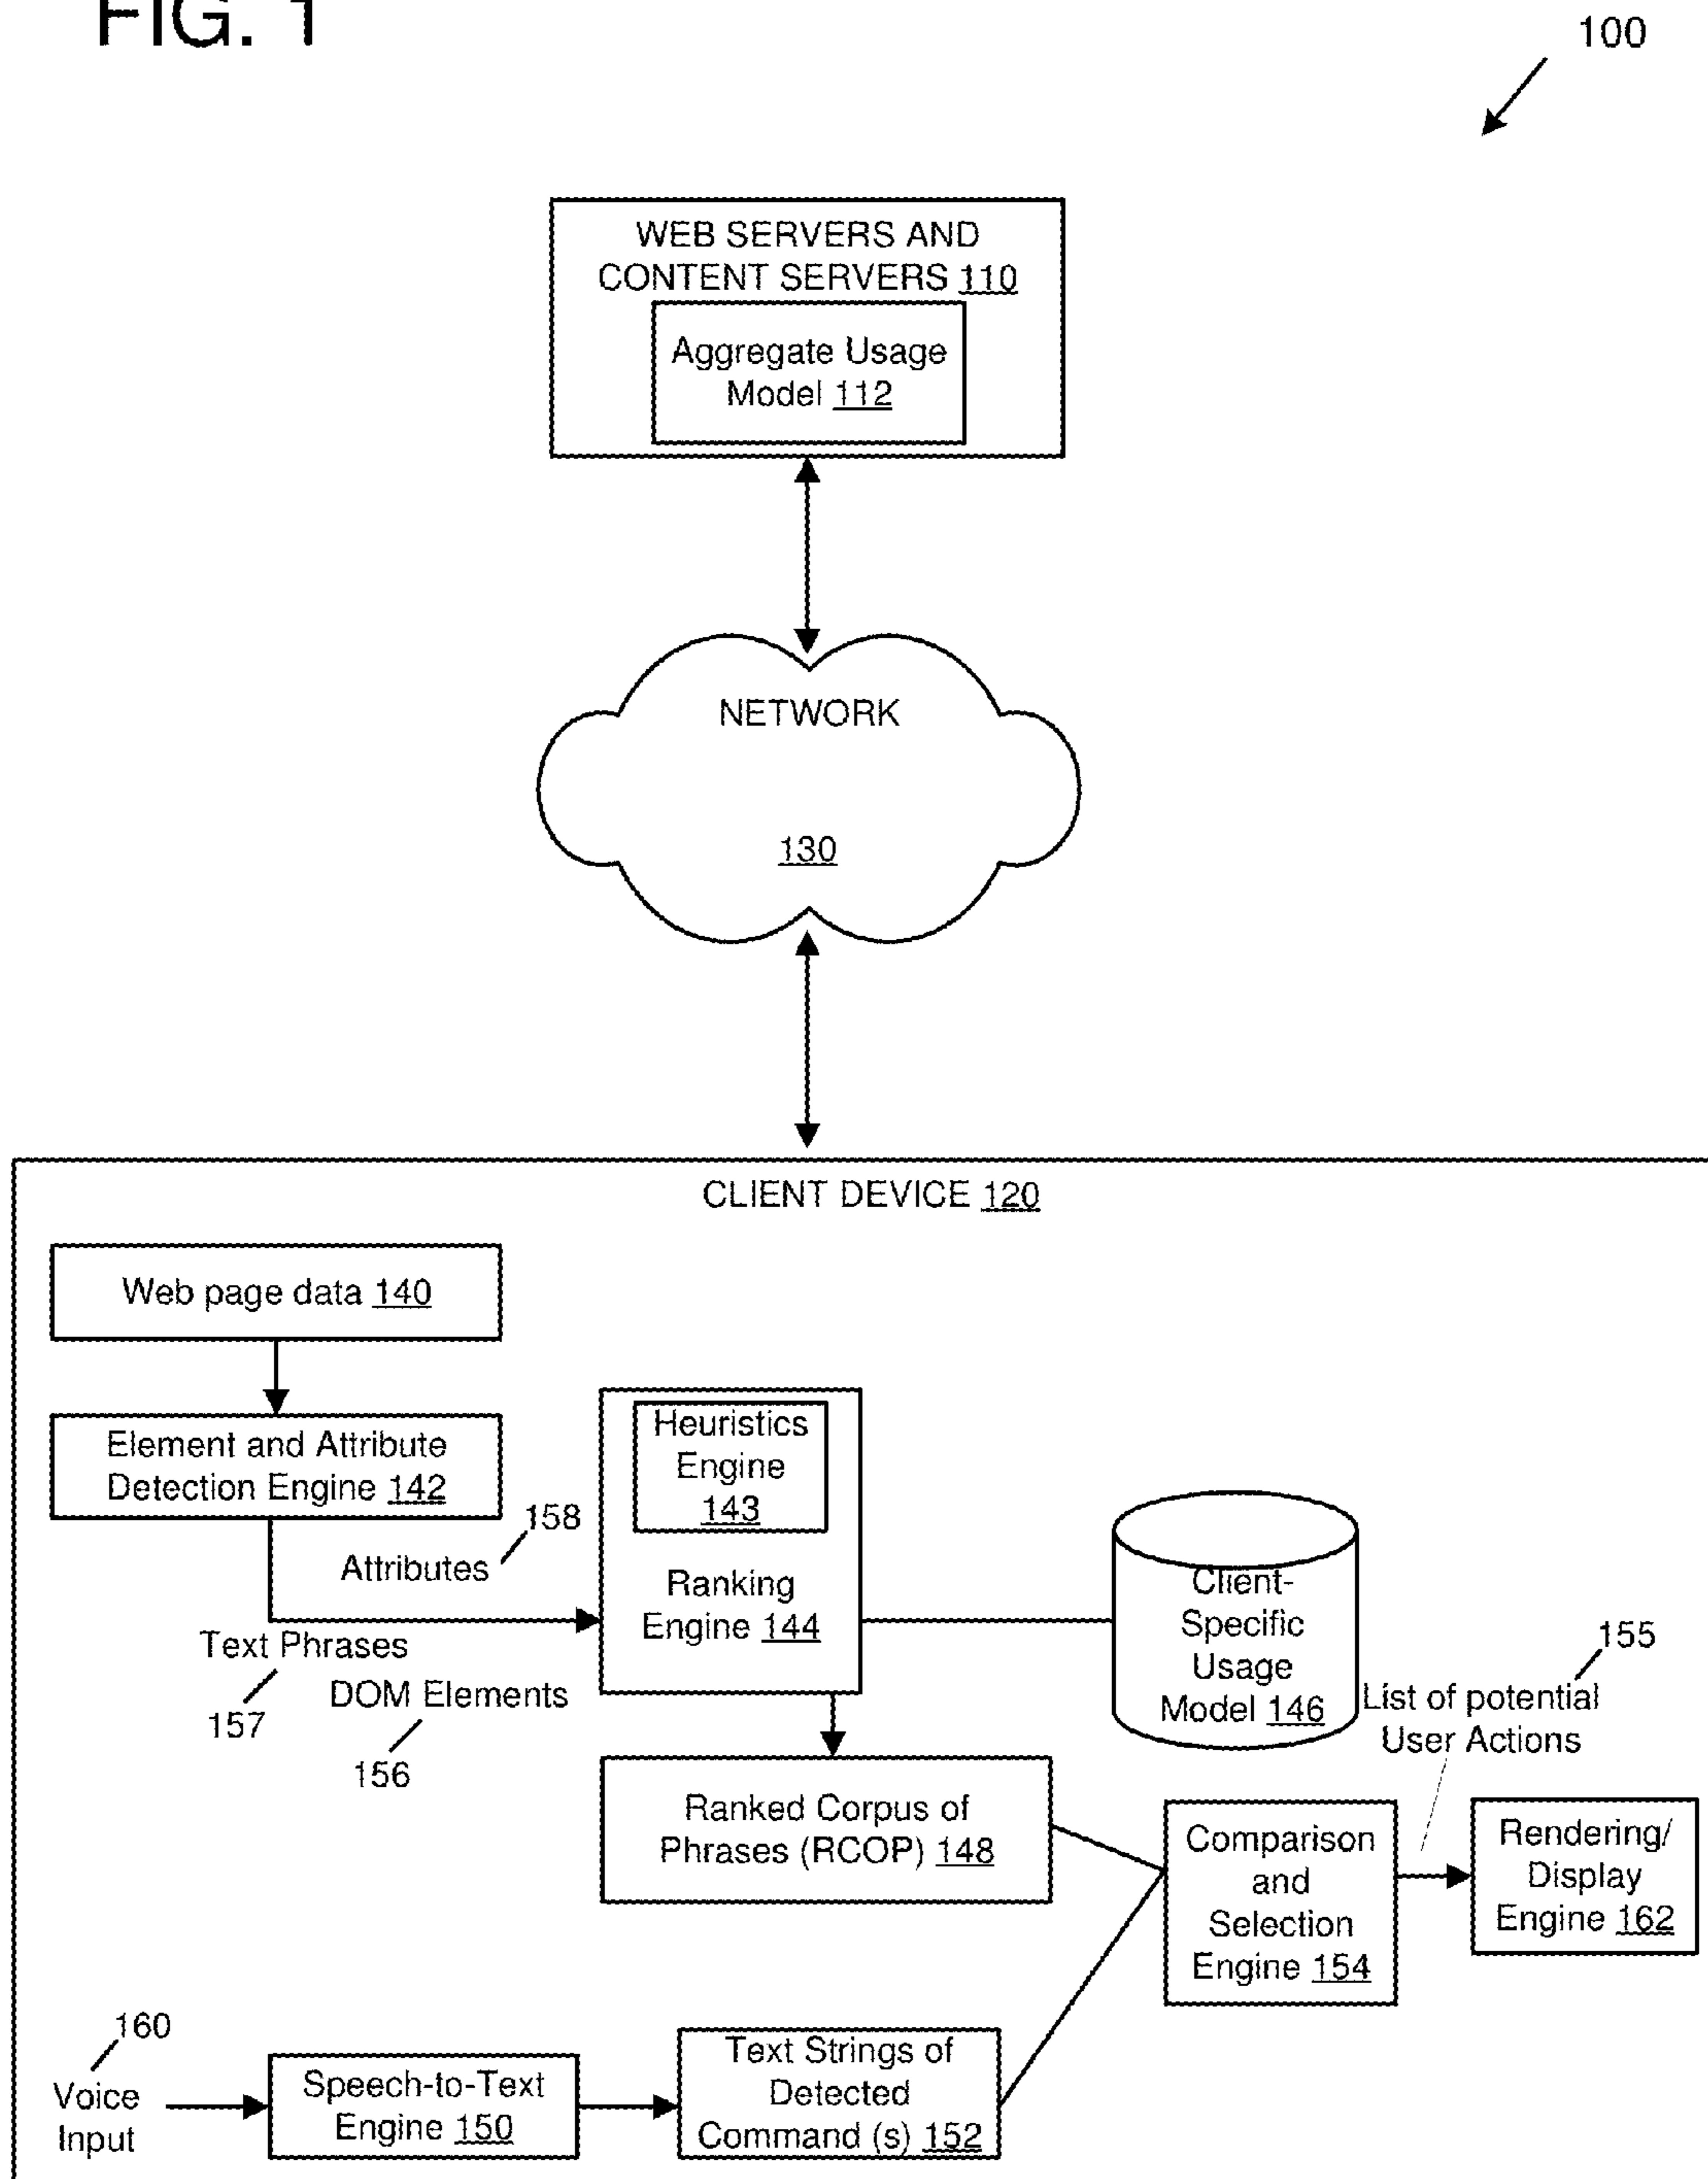 FIG. 1
100
WEB SERVERS AND
CONTENT SERVERS 110
Aggregate Usage
Model 112
NETWORK
130
CLIENT DEVICE 120
Web page data 140
Element and Attribute
Detection Engine 142
Heuristics
Engine
143
Ranking
Engine 144
158
Attributes
Text Phrases
157
DOM Elements
156
Client-
Specific
Usage
Model 146
155
List of potential
User Actions
Ranked Corpus of
Phrases (RCOP) 148
Comparison
and
Selection
Engine 154
Rendering/
Display
Engine 162
160
Voice
Input
Speech-to-Text
Engine 150
Text Strings of
Detected
Command (s) 152